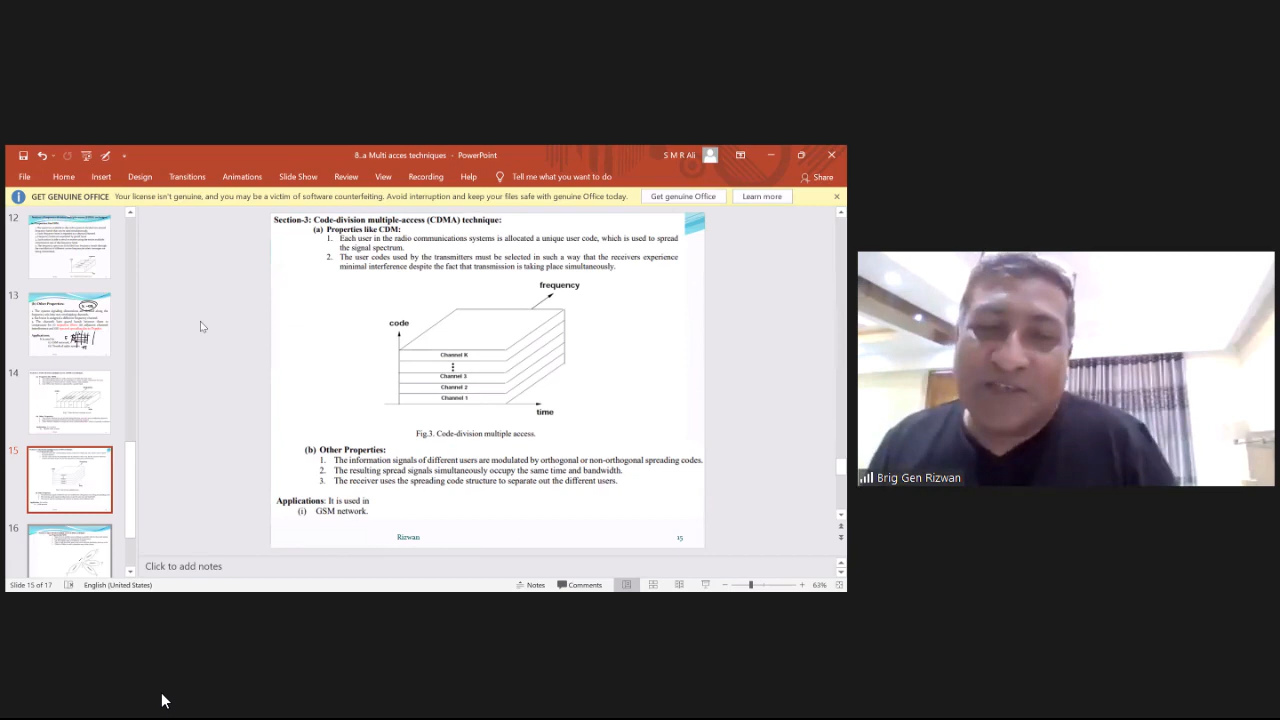 8..a Multi acces techniques - PowerPoint
S M R Ali
File Home Insert Design Transitions Animations Slide Show Review View Recording Help Tell me what you want to do Share
GET GENUINE OFFICE Your license isn't genuine, and you may be a victim of software counterfeiting. Avoid interruption and keep your files safe with genuine Office today. Get genuine Office Learn more
12
13
14
15
16
Section-3: Code-division multiple-access (CDMA) technique:
(a) Properties like CDM:
1. Each user in the radio communications systems is allocated a unique user code, which is used to spread
the signal spectrum.
2. The user codes used by the transmitters must be selected in such a way that the receivers experience
minimal interference despite the fact that transmission is taking place simultaneously.
frequency
code
Channel K
Channel 3
Channel 2
Channel 1
time
Fig.3. Code-division multiple access.
(b) Other Properties:
1. The information signals of different users are modulated by orthogonal or non-orthogonal spreading codes.
2. The resulting spread signals simultaneously occupy the same time and bandwidth.
3. The receiver uses the spreading code structure to separate out the different users.
Applications: It is used in
(i) GSM network.
Rizwan 15
Click to add notes
Slide 15 of 17 English (United States) Notes Comments 63%
Brig Gen Rizwan